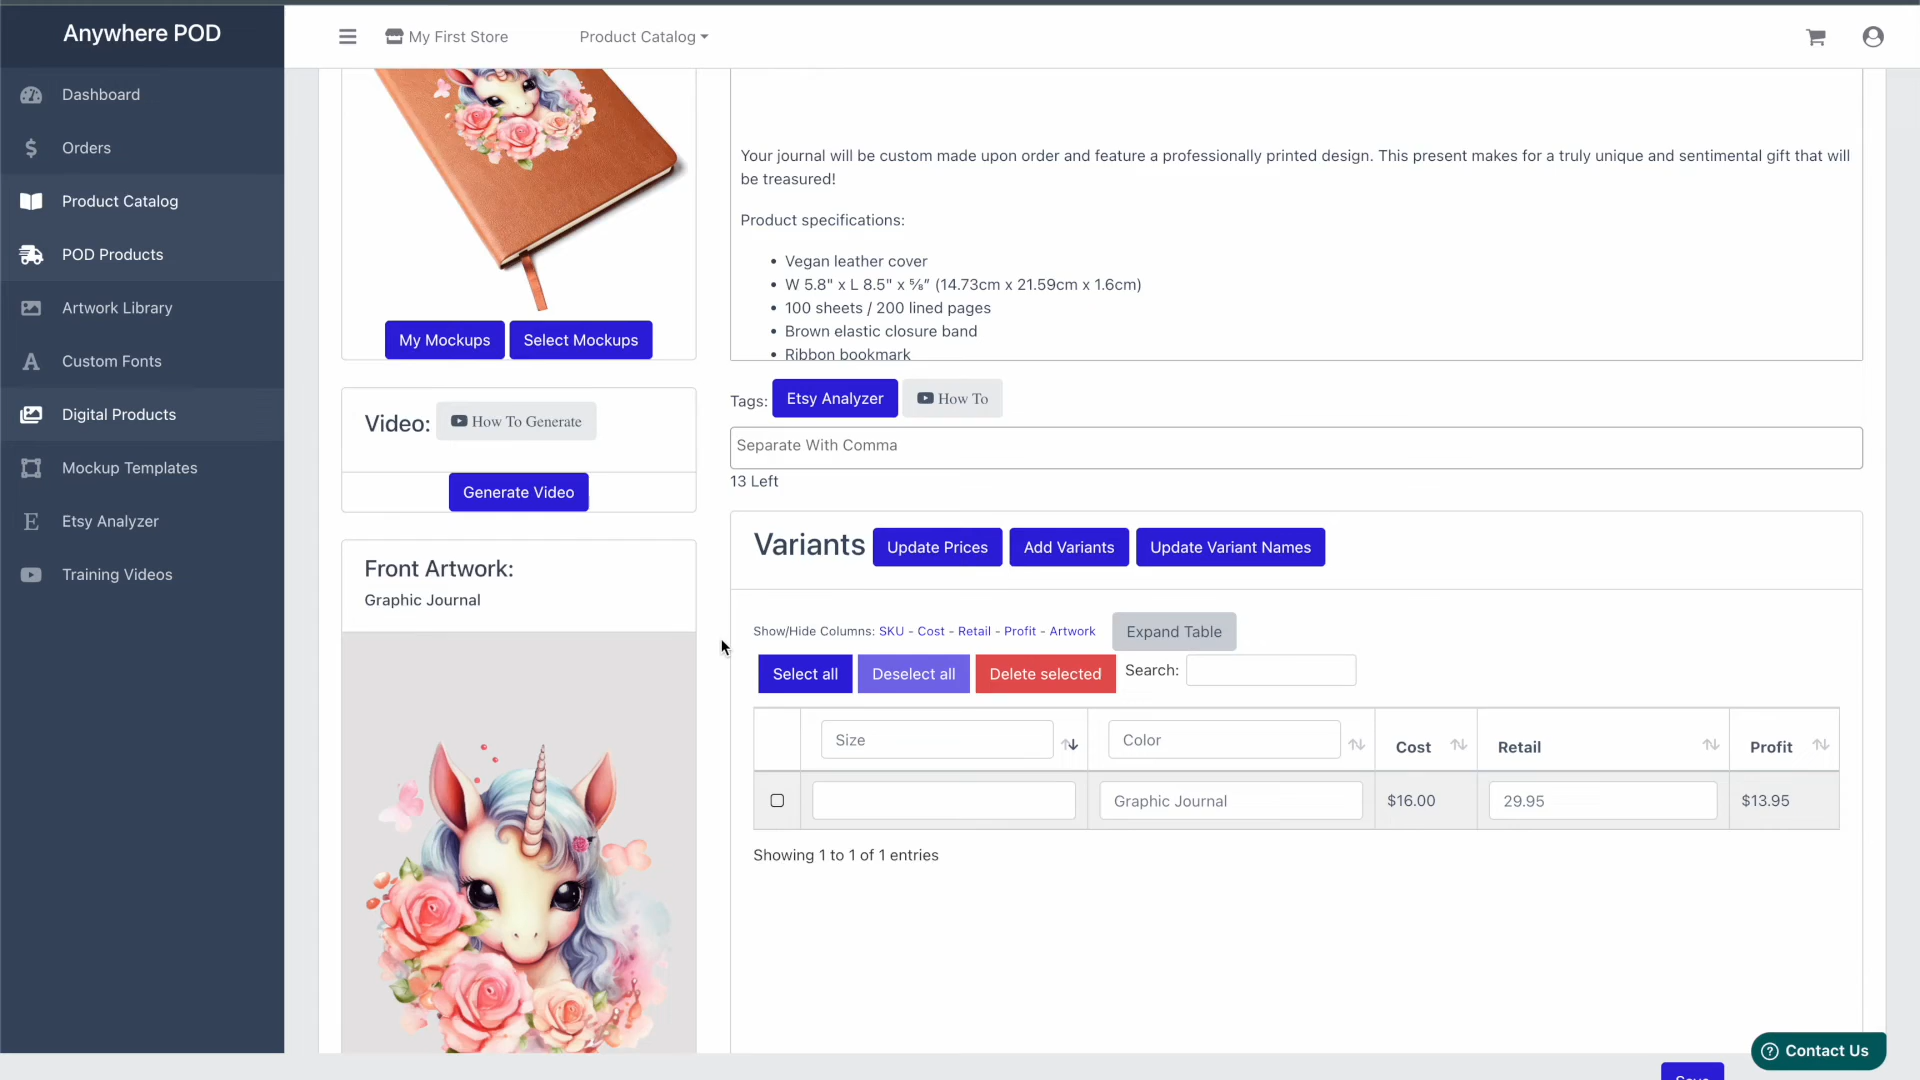 Anywhere POD
My First Store
Product Catalog
Dashboard
Orders
Product Catalog
POD Products
Artwork Library
Custom Fonts
Digital Products
Mockup Templates
Etsy Analyzer
Training Videos
My Mockups
Select Mockups
Video:
How To Generate
Generate Video
Front Artwork:
Graphic Journal
Your journal will be custom made upon order and feature a professionally printed design. This present makes for a truly unique and sentimental gift that will
be treasured!
Product specifications:
• Vegan leather cover
• W 5.8" x L 8.5" x ⅝” (14.73cm x 21.59cm x 1.6cm)
• 100 sheets / 200 lined pages
• Brown elastic closure band
• Ribbon bookmark
Tags: Etsy Analyzer How To
Separate With Comma
13 Left
Variants Update Prices Add Variants Update Variant Names
Show/Hide Columns: SKU - Cost - Retail - Profit - Artwork Expand Table
Select all Deselect all Delete selected Search:
Size Color Cost Retail Profit
Graphic Journal $16.00 29.95 $13.95
Showing 1 to 1 of 1 entries
Contact Us